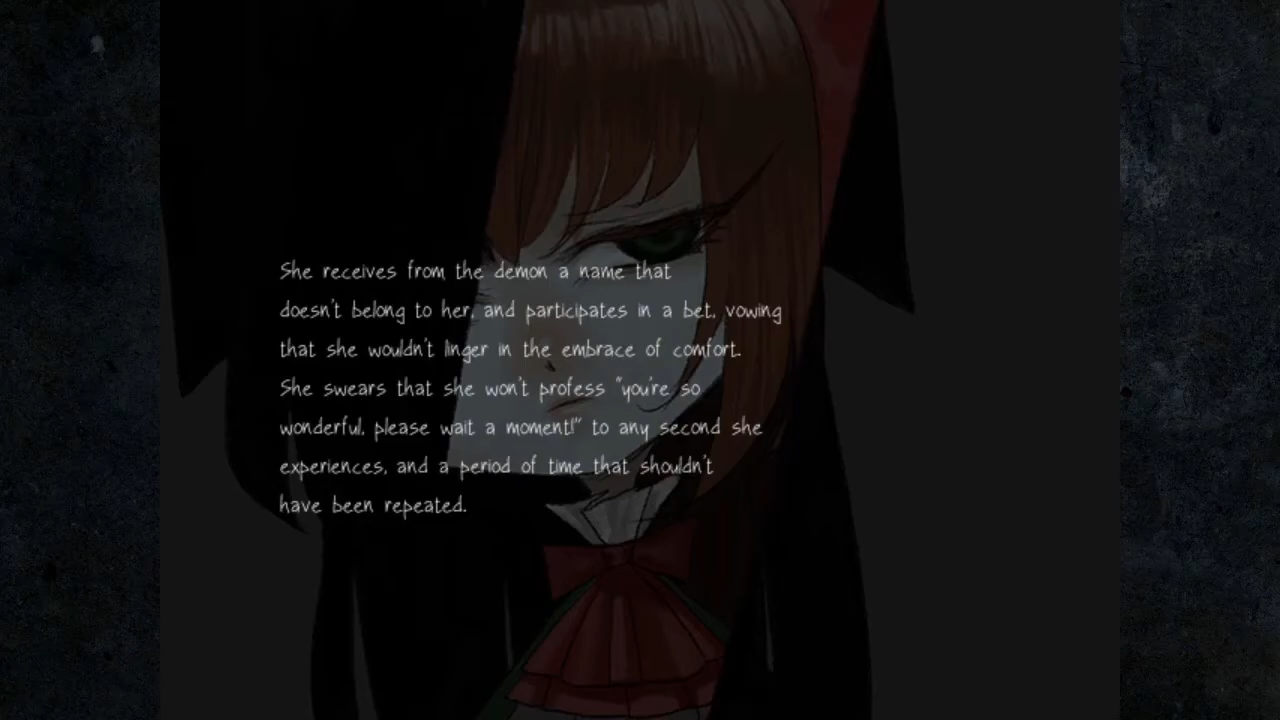 She receives from the demon a name that
doesn't belong to her, and participates in a bet, vowing
that she wouldn't linger in the embrace of comfort.
She swears that she won't profess "you're so
wonderful, please wait a moment!" to any second she
experiences, and a period of time that shouldn't
have been repeated.